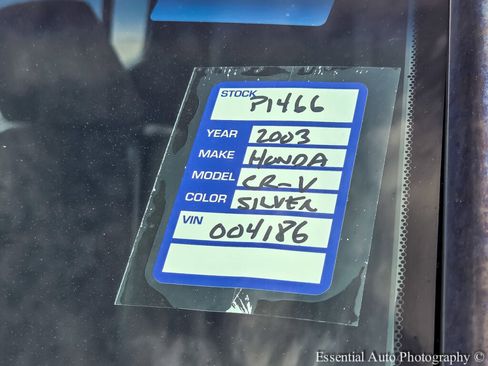 STOCK P1466
YEAR 2003
MAKE HONDA
MODEL CR-V
COLOR SILVER
VIN 004186
Essential Auto Photography ©